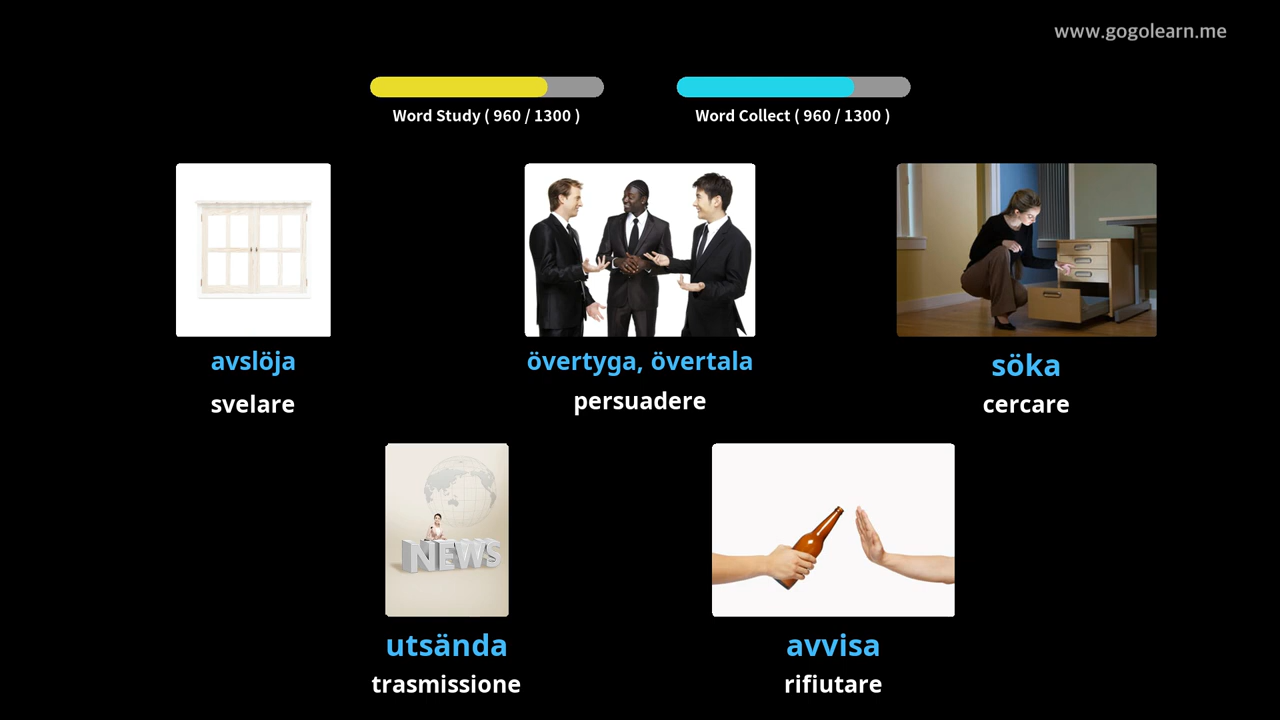 www.gogolearn.me
Word Study ( 960 / 1300 )
Word Collect ( 960 / 1300 )
avslöja
svelare
övertyga, övertala
persuadere
söka
cercare
NEWS
utsända
trasmissione
avvisa
rifiutare